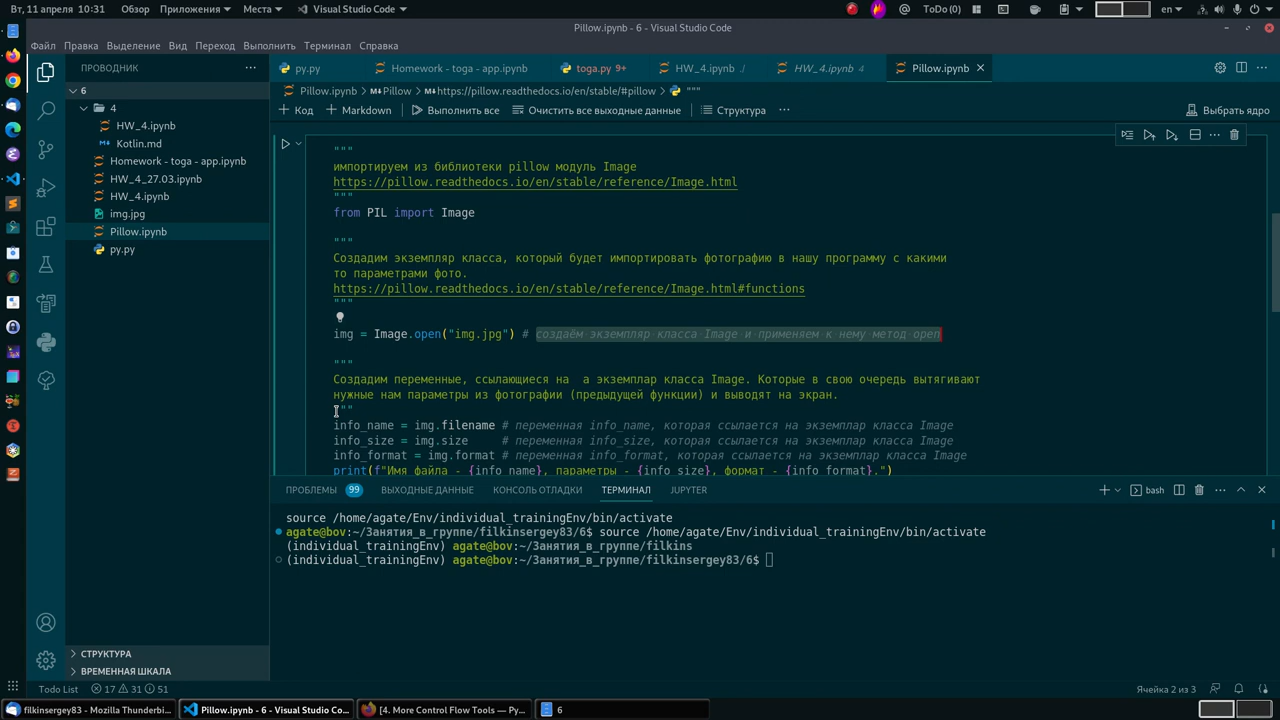 Вт, 11 апреля 10:31
Обзор
Приложения
Места
Visual Studio Code
ToDo (0)
en
Pillow.ipynb - 6 - Visual Studio Code
Файл
Правка
Выделение
Вид
Переход
Выполнить
Терминал
Справка
ПРОВОДНИК
py.py
Homework - toga - app.ipynb
toga.py 9+
HW_4.ipynb ./
HW_4.ipynb 4
Pillow.ipynb
6
Pillow.ipynb > Pillow > https://pillow.readthedocs.io/en/stable/#pillow > """
4
+ Код
+ Markdown
Выполнить все
Очистить все выходные данные
Структура
Выбрать ядро
HW_4.ipynb
Kotlin.md
Homework - toga - app.ipynb
HW_4_27.03.ipynb
HW_4.ipynb
img.jpg
Pillow.ipynb
py.py
"""
импортируем из библиотеки pillow модуль Image
https://pillow.readthedocs.io/en/stable/reference/Image.html
"""
from PIL import Image
"""
Создадим экземпляр класса, который будет импортировать фотографию в нашу программу с какими
то параметрами фото.
https://pillow.readthedocs.io/en/stable/reference/Image.html#functions
"""
img = Image.open("img.jpg") # создаём экземпляр класса Image и применяем к нему метод open
"""
Создадим переменные, ссылающиеся на  а экземпляр класса Image. Которые в свою очередь вытягивают
нужные нам параметры из фотографии (предыдущей функции) и выводят на экран.
"""
info_name = img.filename # переменная info_name, которая ссылается на экземпляр класса Image
info_size = img.size     # переменная info_size, которая ссылается на экземпляр класса Image
info_format = img.format # переменная info_format, которая ссылается на экземпляр класса Image
print(f"Имя файла - {info_name}, параметры - {info_size}, формат - {info_format}.")
ПРОБЛЕМЫ 99
ВЫХОДНЫЕ ДАННЫЕ
КОНСОЛЬ ОТЛАДКИ
ТЕРМИНАЛ
JUPYTER
bash
source /home/agate/Env/individual_trainingEnv/bin/activate
agate@bov:~/Занятия_в_группе/filkinsergey83/6$ source /home/agate/Env/individual_trainingEnv/bin/activate
(individual_trainingEnv) agate@bov:~/Занятия_в_группе/filkins
(individual_trainingEnv) agate@bov:~/Занятия_в_группе/filkinsergey83/6$
СТРУКТУРА
ВРЕМЕННАЯ ШКАЛА
Todo List
17
31
51
Ячейка 2 из 3
filkinsergey83 - Mozilla Thunderbi...
Pillow.ipynb - 6 - Visual Studio Co...
[4. More Control Flow Tools — Py...
6